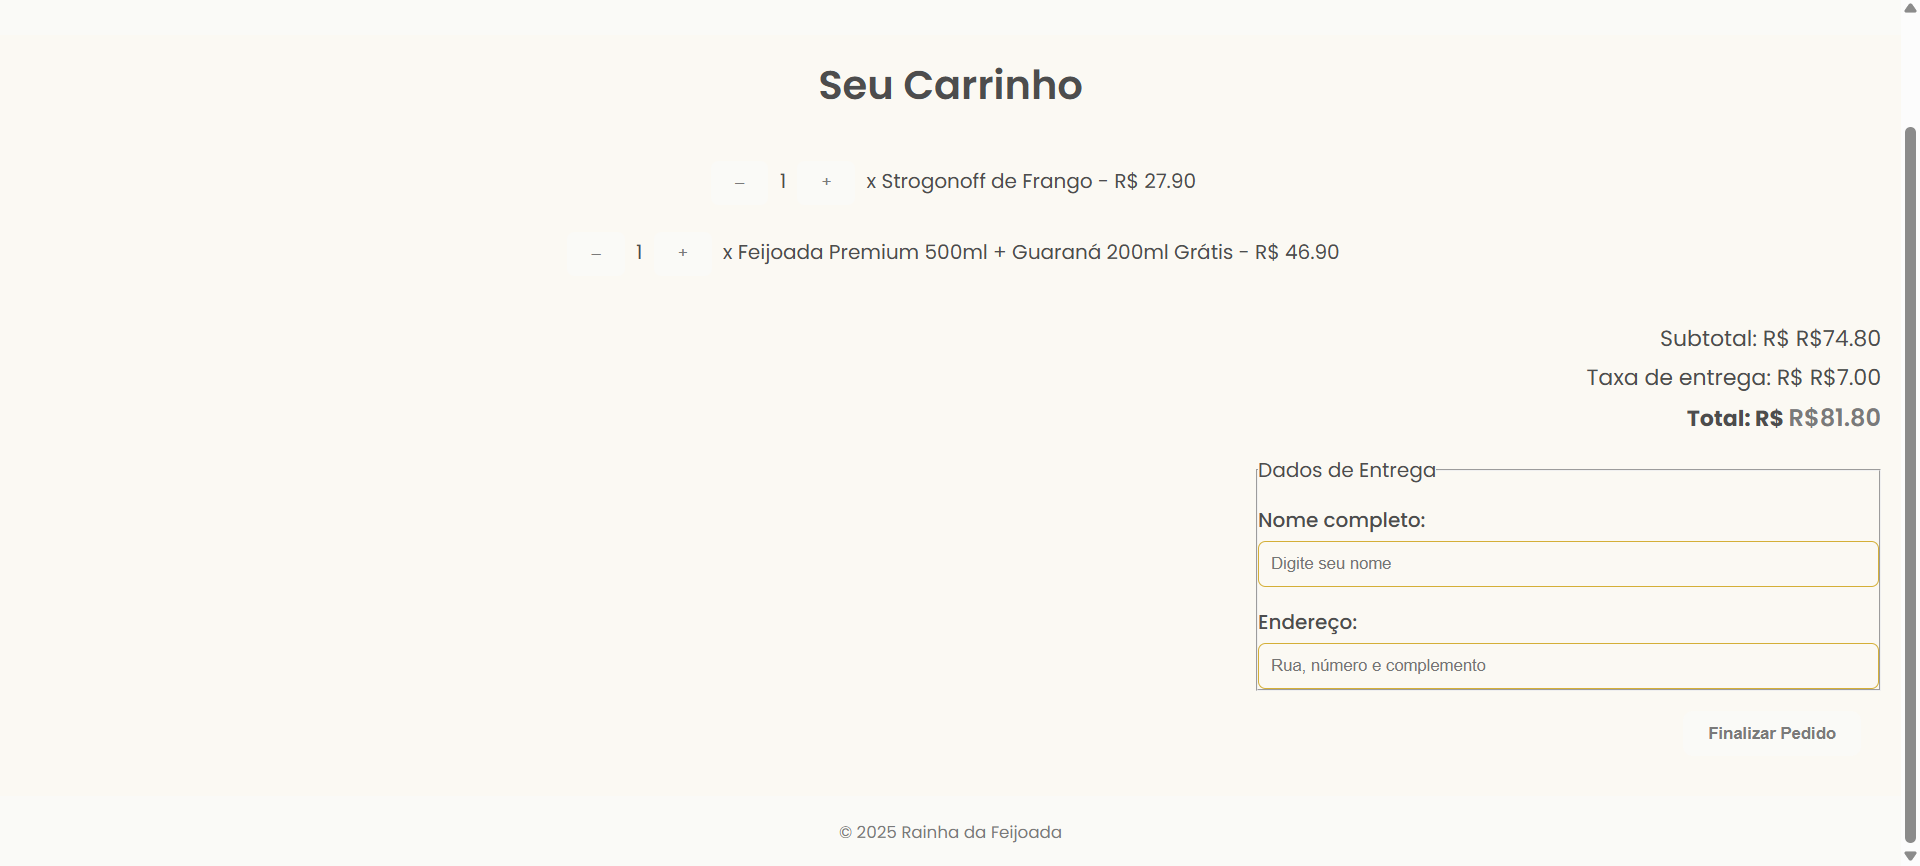 Seu Carrinho
– 1 + x Strogonoff de Frango - R$ 27.90
– 1 + x Feijoada Premium 500ml + Guaraná 200ml Grátis - R$ 46.90
Subtotal: R$ R$74.80
Taxa de entrega: R$ R$7.00
Total: R$ R$81.80
Dados de Entrega
Nome completo:
Digite seu nome
Endereço:
Rua, número e complemento
Finalizar Pedido
© 2025 Rainha da Feijoada